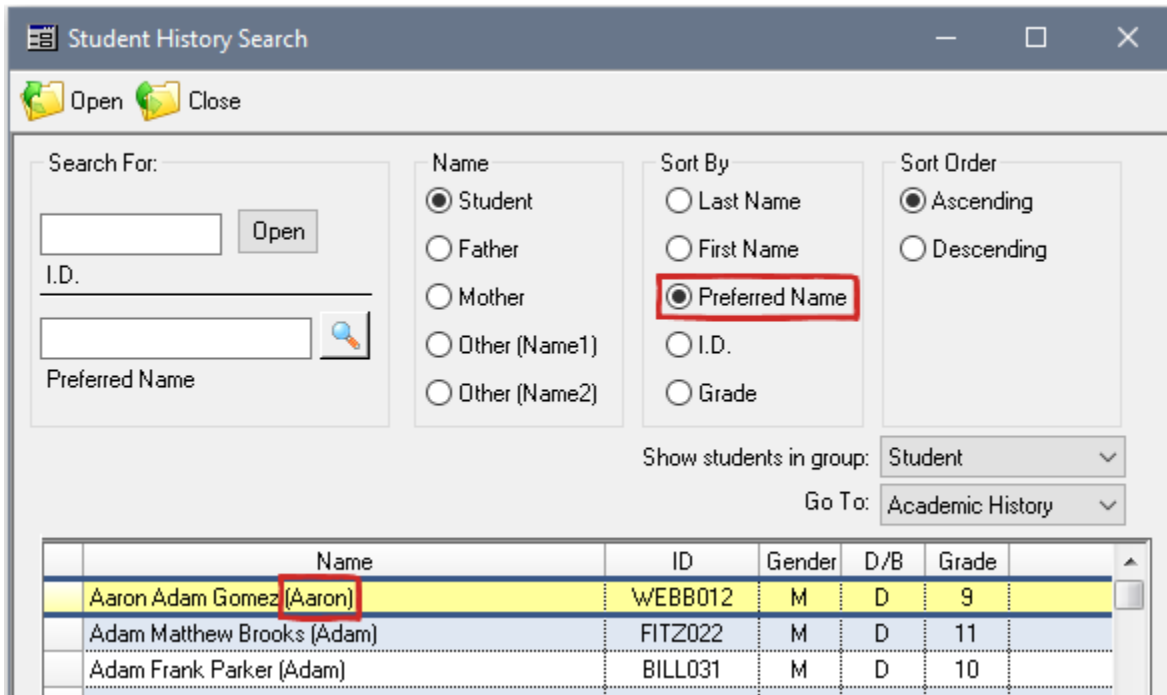 Student History Search
Open Close
Search For:
Open
I.D.
Preferred Name
Name
Student
Father
Mother
Other (Name1)
Other (Name2)
Sort By
Last Name
First Name
Preferred Name
I.D.
Grade
Sort Order
Ascending
Descending
Show students in group: Student
Go To: Academic History
Name ID Gender D/B Grade
Aaron Adam Gomez (Aaron) WEBB012 M D 9
Adam Matthew Brooks (Adam) FITZ022 M D 11
Adam Frank Parker (Adam) BILL031 M D 10